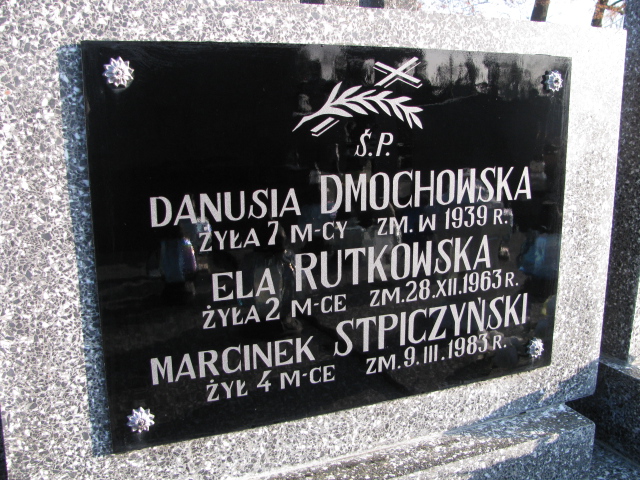 Ś.P.
DANUSIA DMOCHOWSKA
ŻYŁA 7 M-CY ZM. W 1939 R.
ELA RUTKOWSKA
ŻYŁA 2 M-CE ZM. 28.XII.1963 R.
MARCINEK STPICZYŃSKI
ŻYŁ 4 M-CE ZM. 9.III.1983 R.